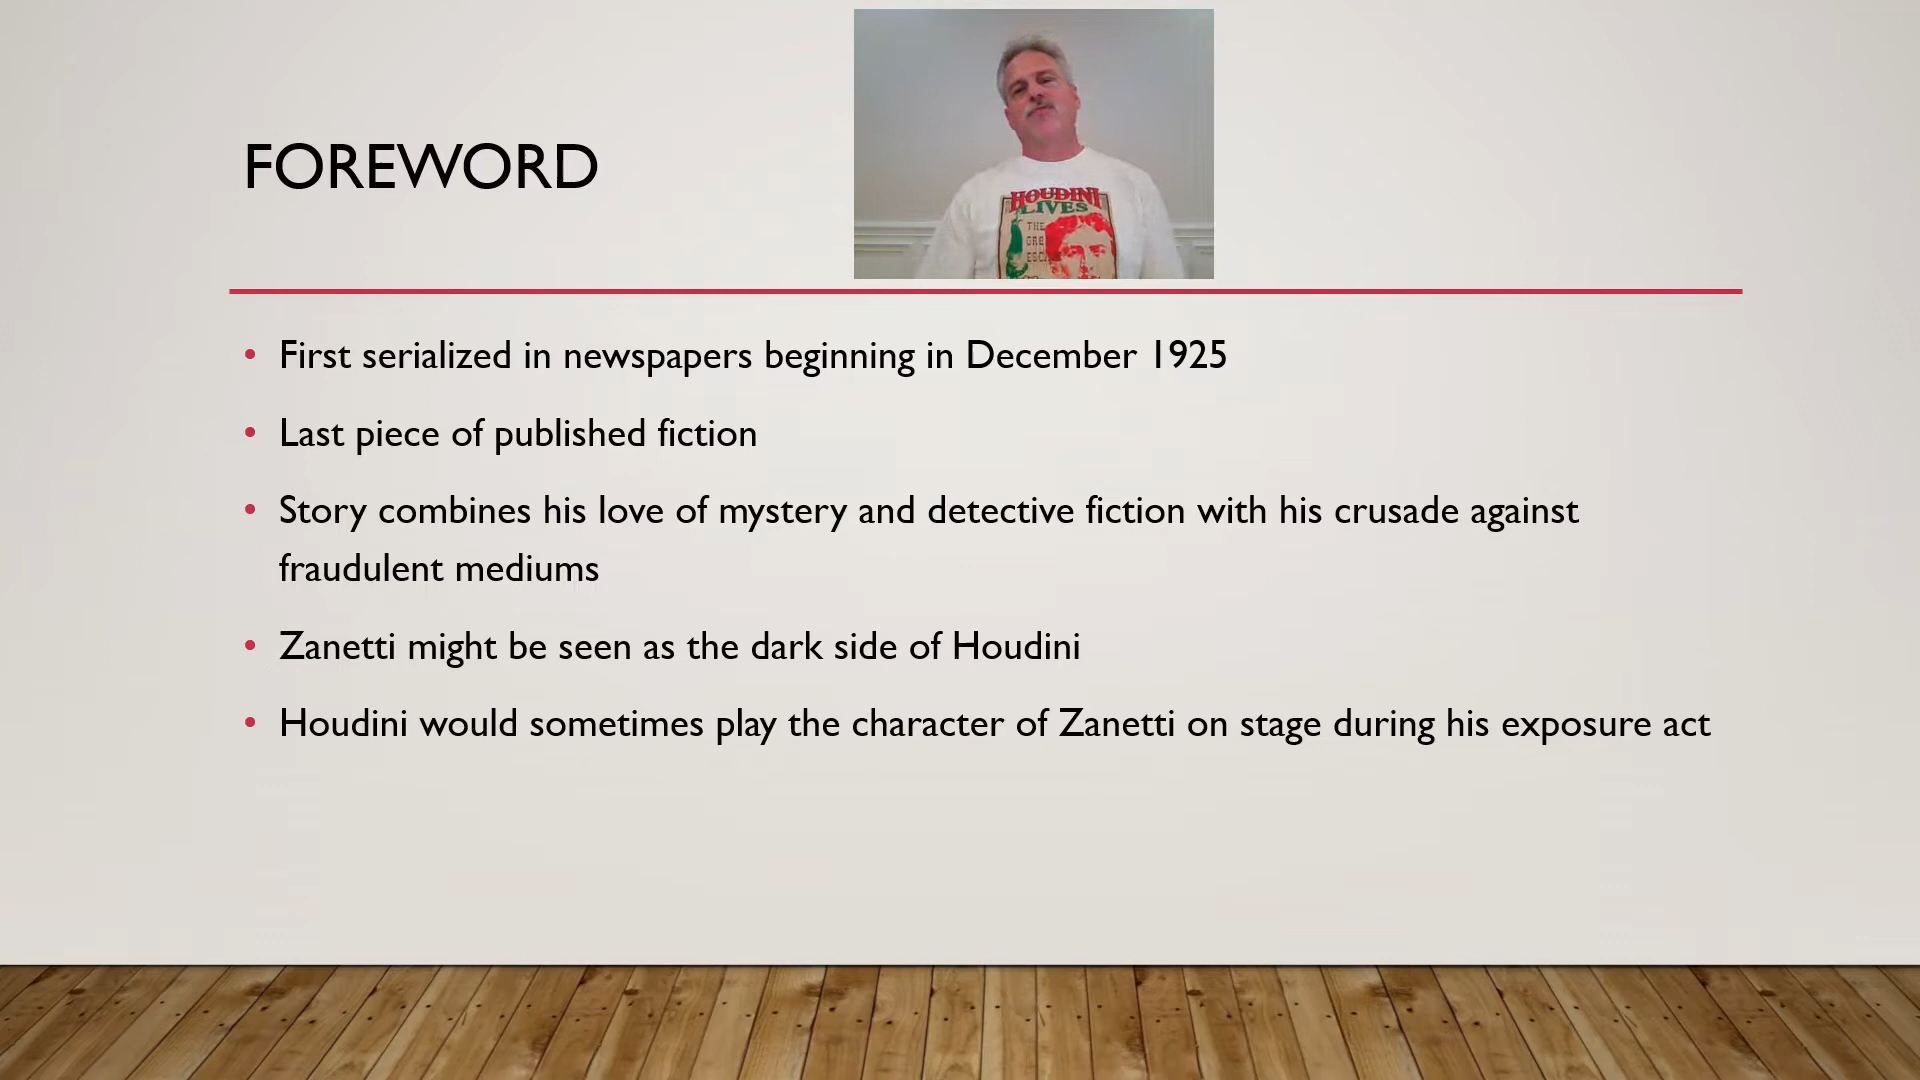 FOREWORD
HOUDINI
LIVES
THE
• First serialized in newspapers beginning in December 1925
• Last piece of published fiction
• Story combines his love of mystery and detective fiction with his crusade against
fraudulent mediums
• Zanetti might be seen as the dark side of Houdini
• Houdini would sometimes play the character of Zanetti on stage during his exposure act